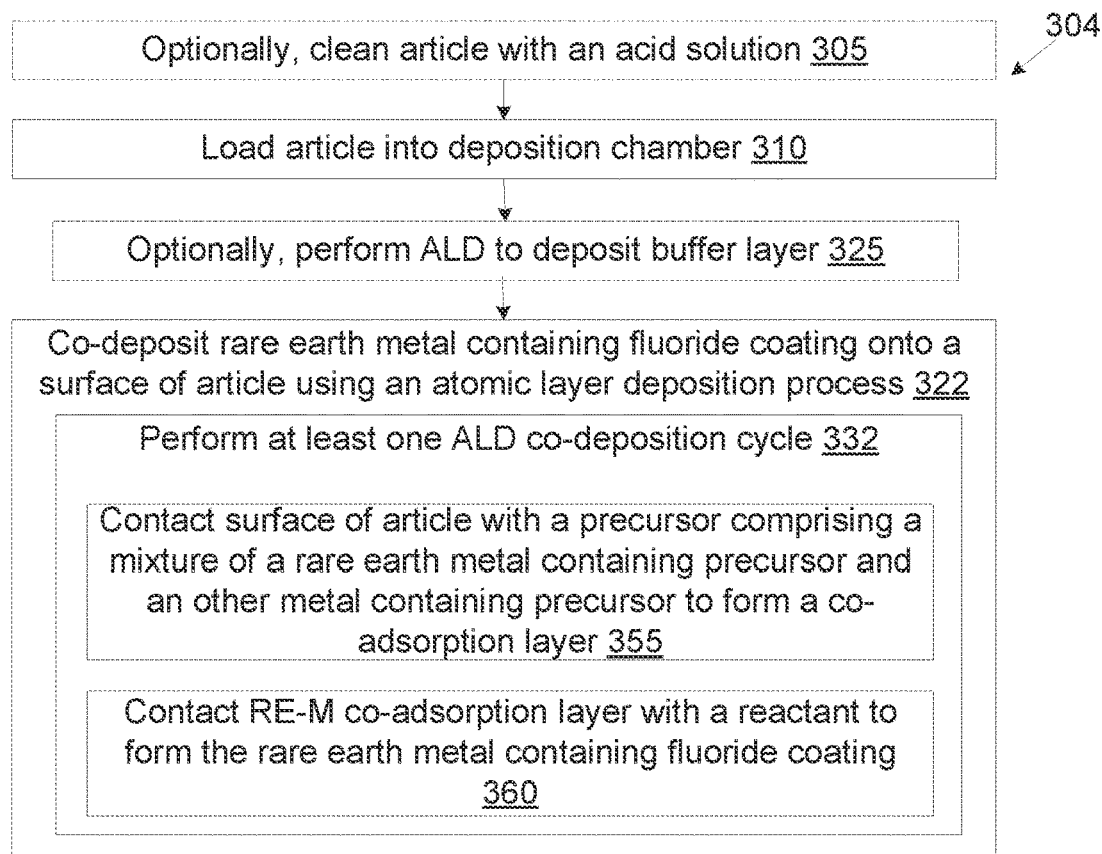 304
Optionally, clean article with an acid solution 305
Load article into deposition chamber 310
Optionally, perform ALD to deposit buffer layer 325
Co-deposit rare earth metal containing fluoride coating onto a
surface of article using an atomic layer deposition process 322
Perform at least one ALD co-deposition cycle 332
Contact surface of article with a precursor comprising a
mixture of a rare earth metal containing precursor and
an other metal containing precursor to form a co-
adsorption layer 355
Contact RE-M co-adsorption layer with a reactant to
form the rare earth metal containing fluoride coating
360